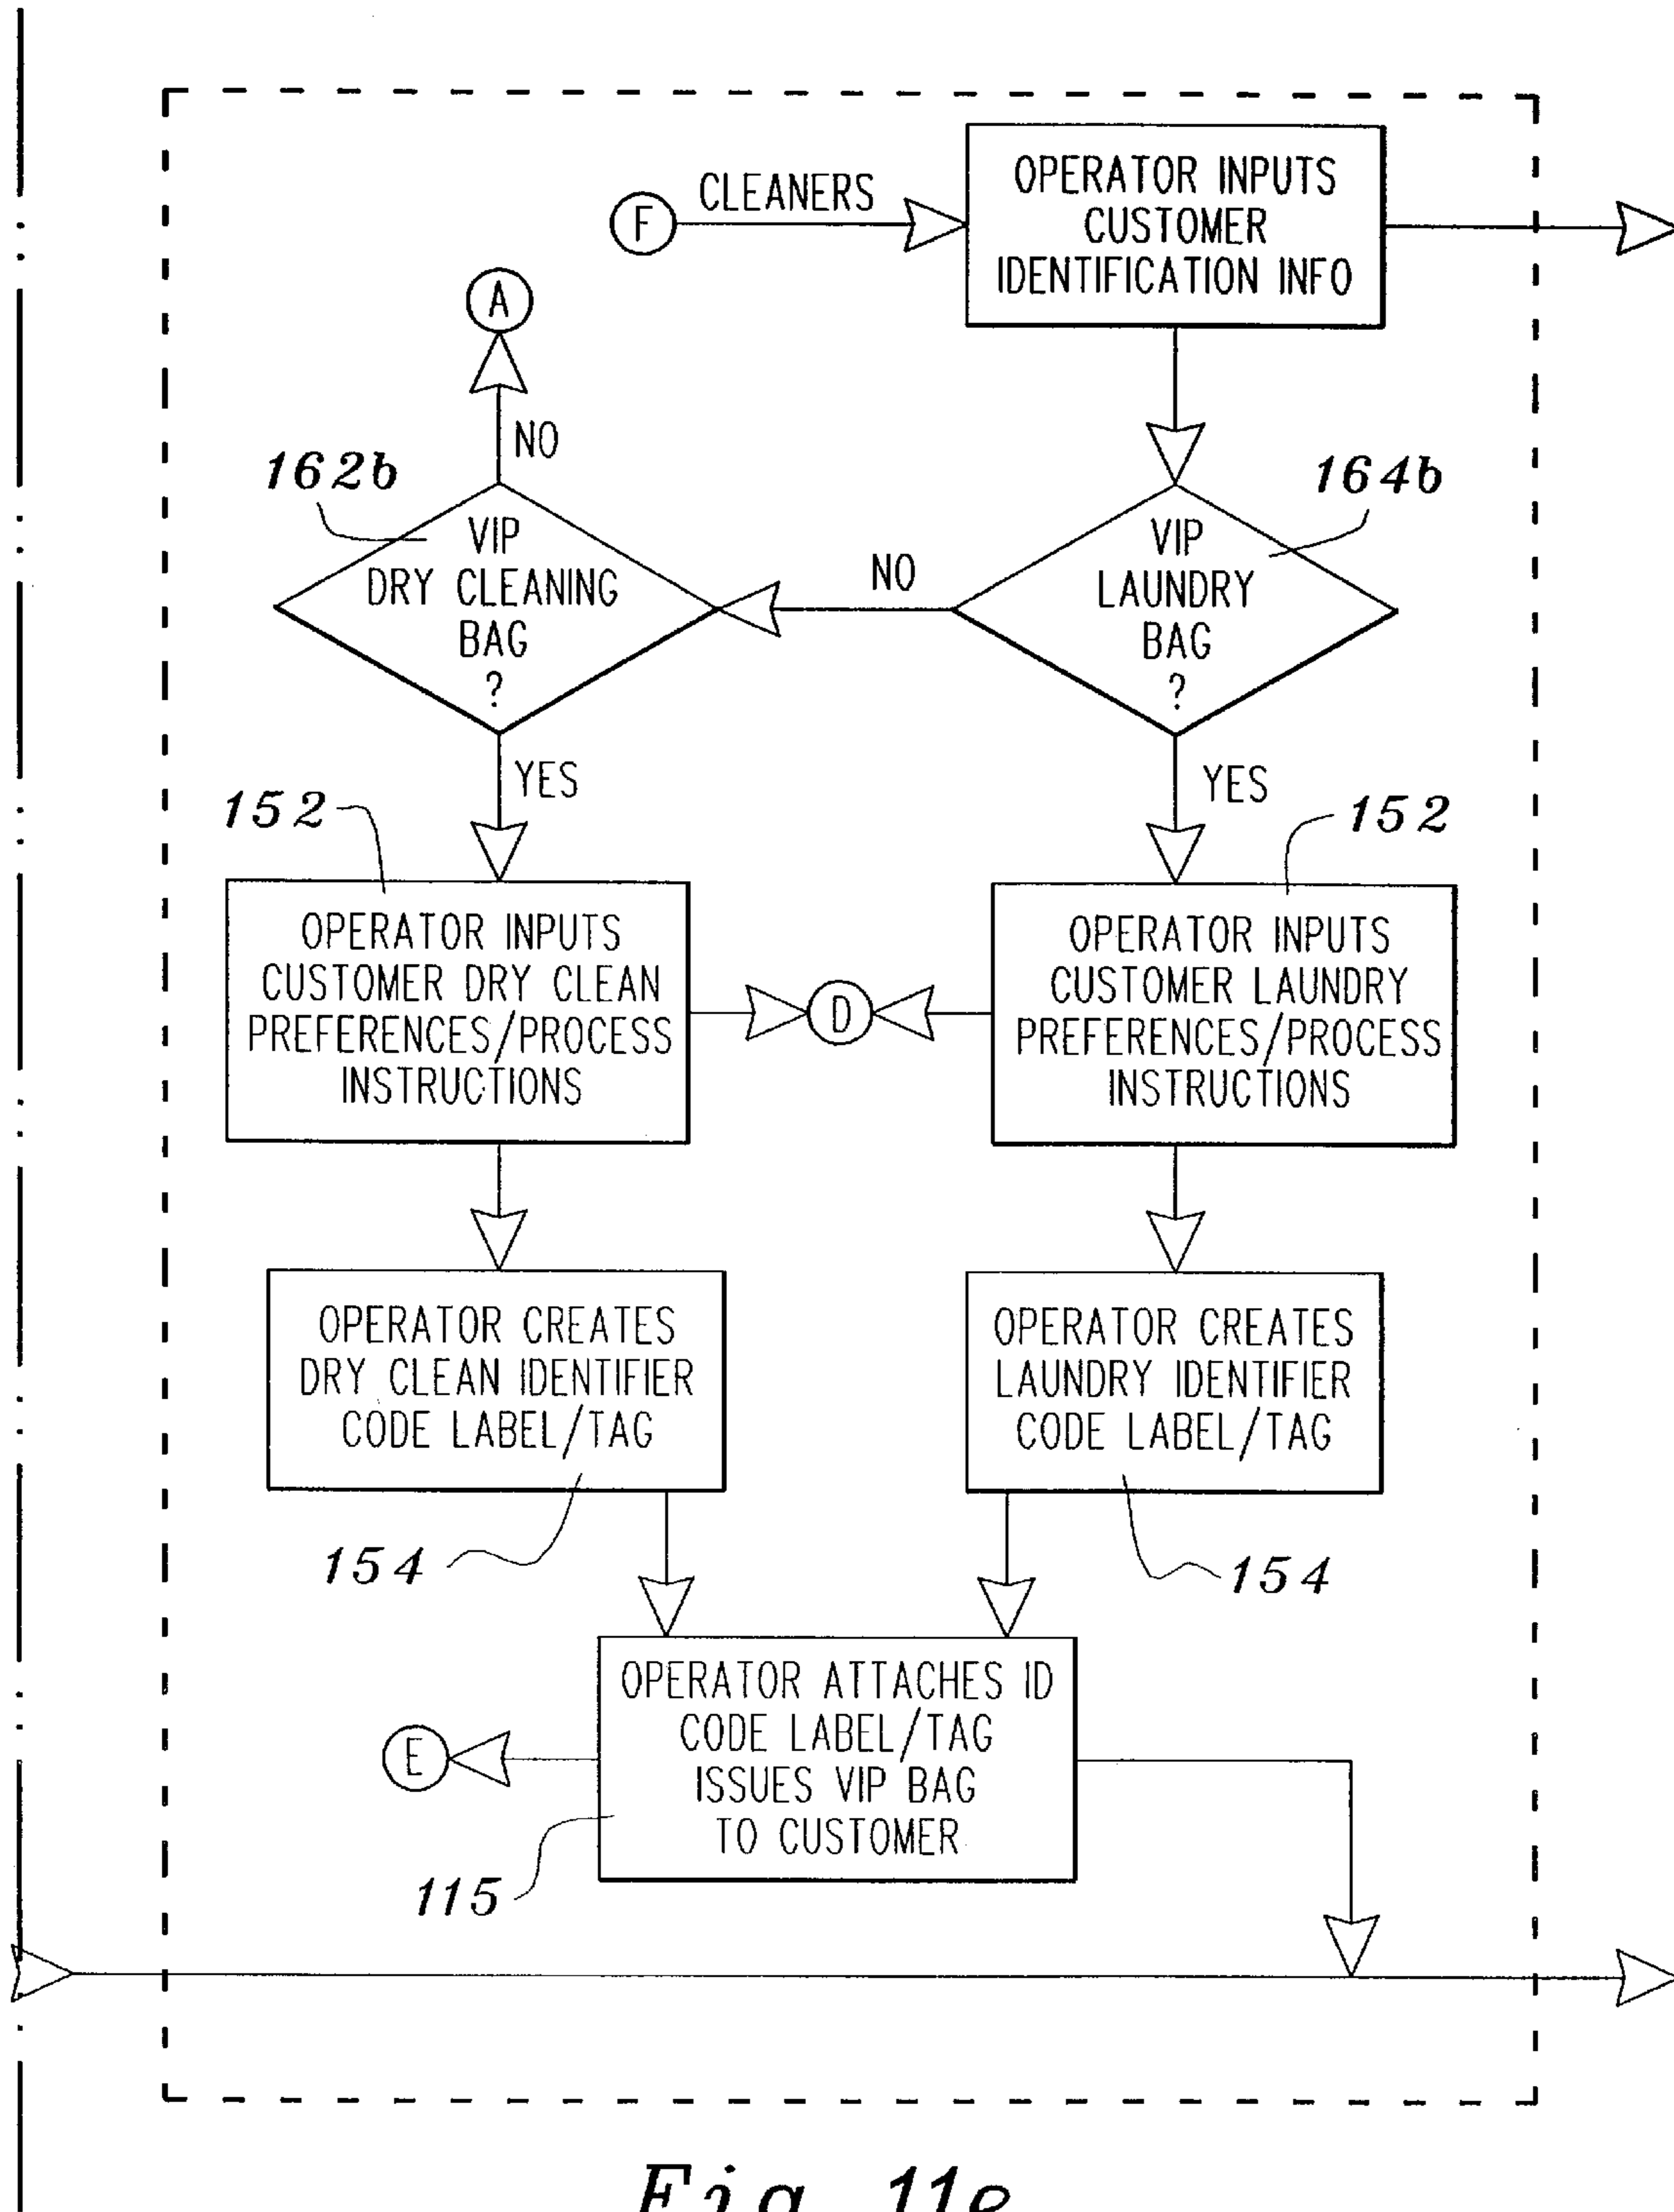 OPERATOR INPUTS
CUSTOMER
IDENTIFICATION INFO
CLEANERS
F
A
NO
162b
VIP
DRY CLEANING
BAG
?
NO
164b
VIP
LAUNDRY
BAG
?
YES
YES
152
152
OPERATOR INPUTS
CUSTOMER DRY CLEAN
PREFERENCES/PROCESS
INSTRUCTIONS
D
OPERATOR INPUTS
CUSTOMER LAUNDRY
PREFERENCES/PROCESS
INSTRUCTIONS
OPERATOR CREATES
DRY CLEAN IDENTIFIER
CODE LABEL/TAG
OPERATOR CREATES
LAUNDRY IDENTIFIER
CODE LABEL/TAG
154
154
OPERATOR ATTACHES ID
CODE LABEL/TAG
ISSUES VIP BAG
TO CUSTOMER
E
115
Fig. 11e